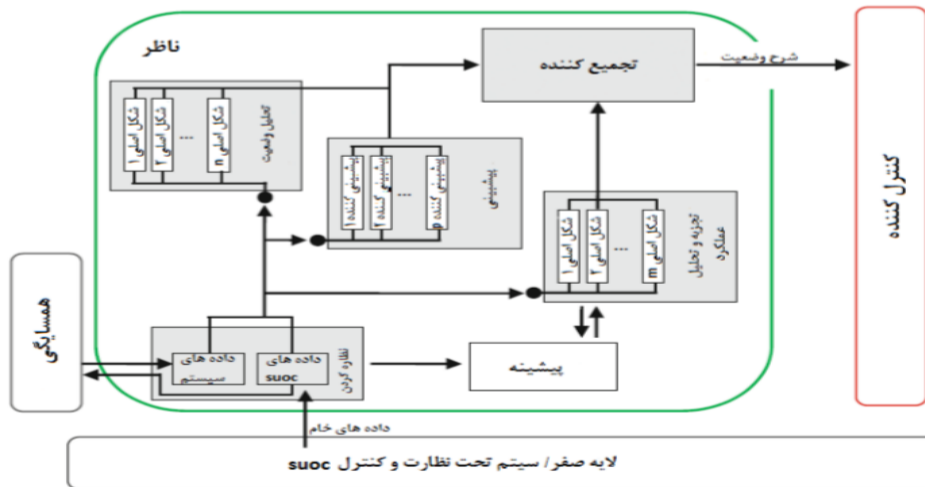 ناظر
تجمیع کننده
شرح وضعیت
کنترل کننده
شکل اصلی ۱
شکل اصلی ۲
...
شکل اصلی n
تحلیل وضعیت
پیشبینی کننده ۱
پیشبینی کننده ۲
...
پیشبینی کننده p
پیشبینی
شکل اصلی ۱
شکل اصلی ۲
...
شکل اصلی m
تجزیه و تحلیل
عملکرد
همسایگی
داده های
سیستم
داده های
suoc
نظاره کردن
پیشینه
داده های خام
لایه صفر/ سیتم تحت نظارت و کنترل suoc